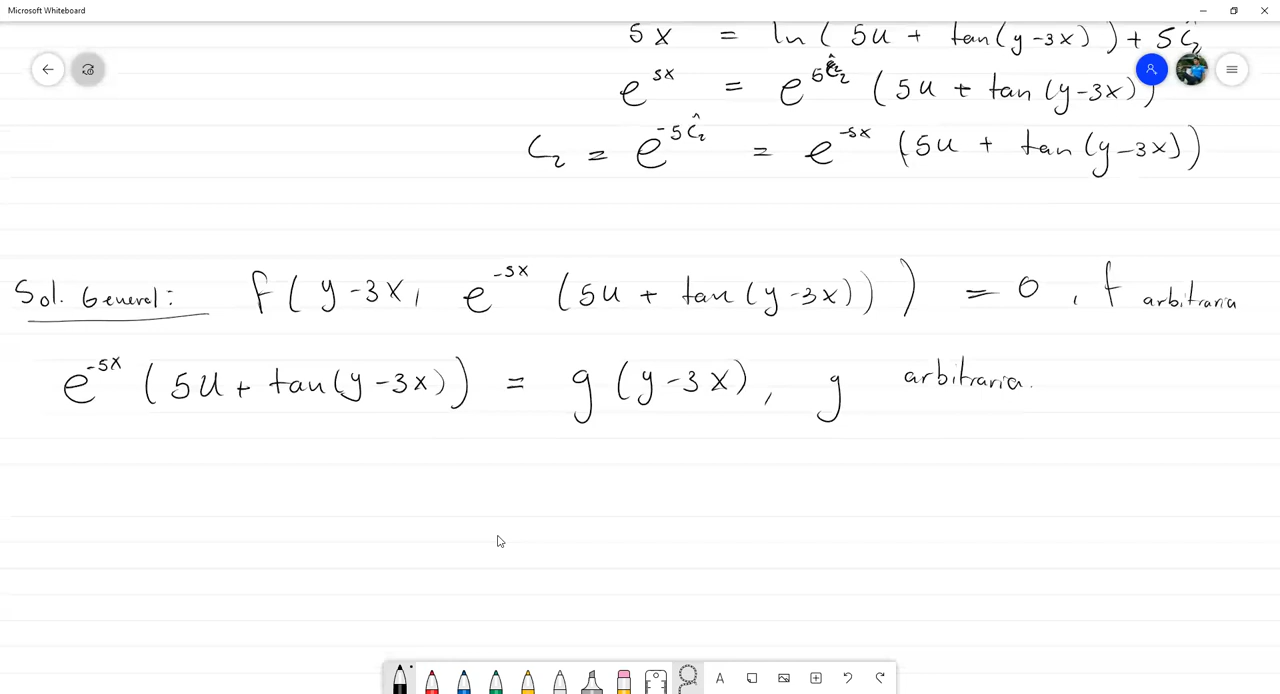 Microsoft Whiteboard
5x = ln( 5u + tan(y-3x) ) + 5Ĉ₂
e^{5x} = e^{5Ĉ₂} (5u + tan(y-3x))
C₂ = e^{-5Ĉ₂} = e^{-5x} (5u + tan(y-3x))
Sol. General: f( y-3x, e^{-5x} (5u + tan(y-3x)) ) = 0, f arbitraria
e^{-5x} (5u + tan(y-3x)) = g(y-3x), g arbitraria.
A